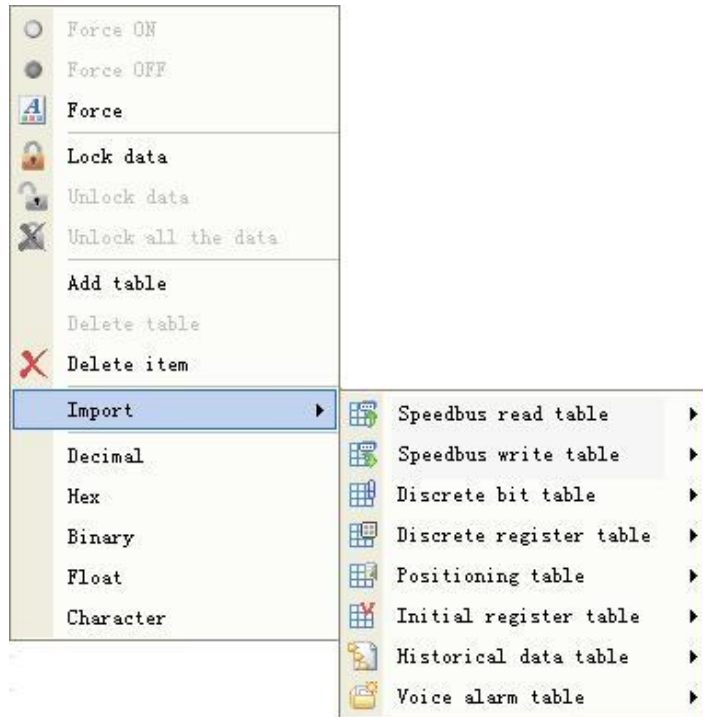 Force ON
Force OFF
Force
Lock data
Unlock data
Unlock all the data
Add table
Delete table
Delete item
Import
Decimal
Hex
Binary
Float
Character
Speedbus read table
Speedbus write table
Discrete bit table
Discrete register table
Positioning table
Initial register table
Historical data table
Voice alarm table